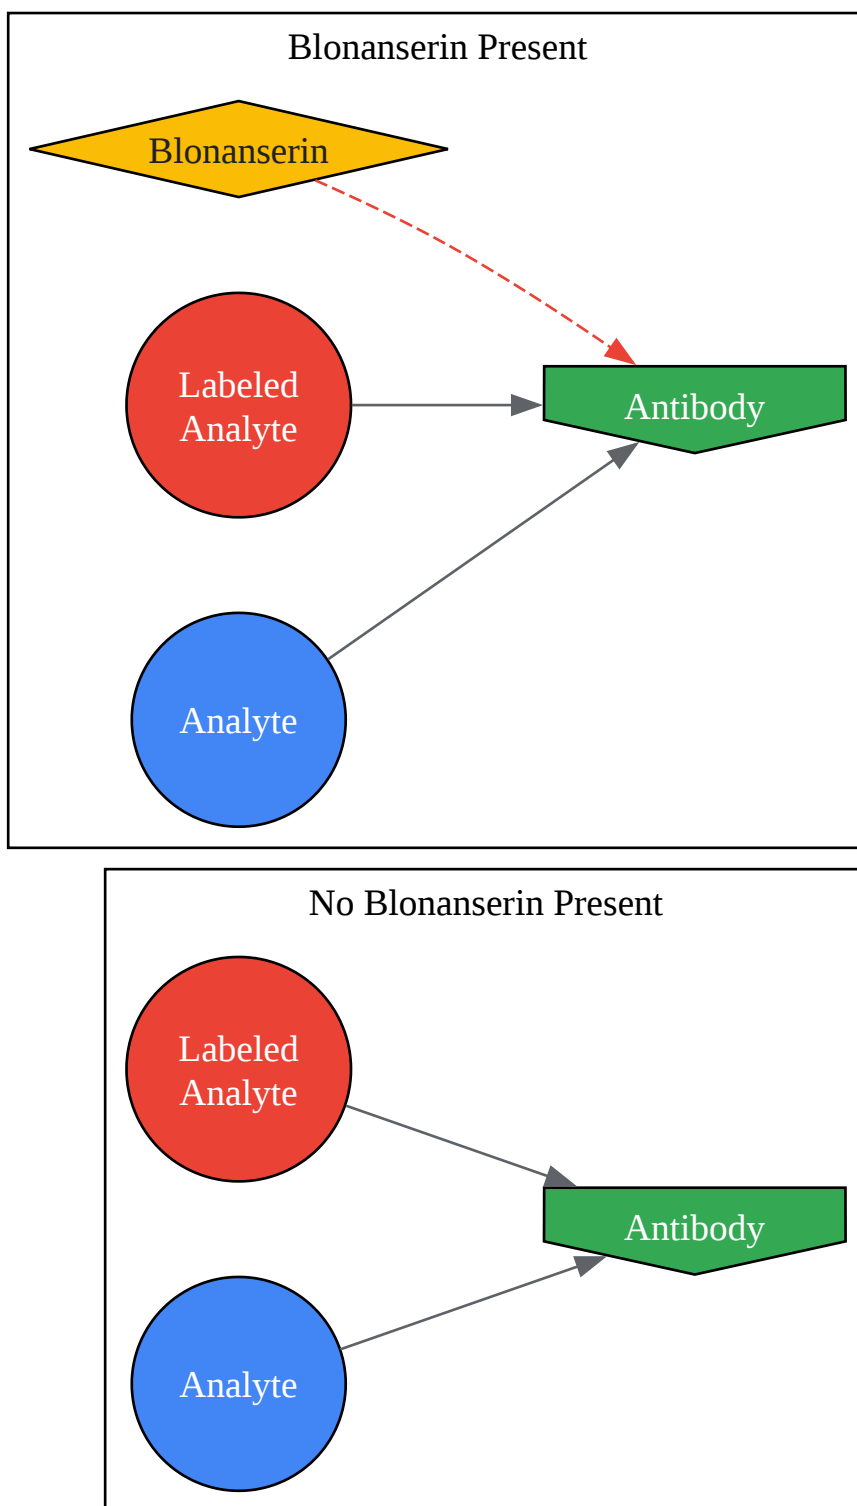 Blonanserin Present
Blonanserin
Labeled
Analyte
Antibody
Analyte
No Blonanserin Present
Labeled
Analyte
Antibody
Analyte